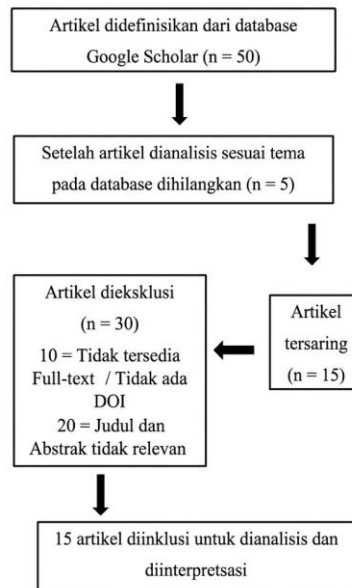 Artikel didefinisikan dari database
Google Scholar (n = 50)
Setelah artikel dianalisis sesuai tema
pada database dihilangkan (n = 5)
Artikel dieksklusi
(n = 30)
10 = Tidak tersedia
Full-text / Tidak ada
DOI
20 = Judul dan
Abstrak tidak relevan
Artikel
tersaring
(n = 15)
15 artikel diinklusi untuk dianalisis dan
diinterpretsasi